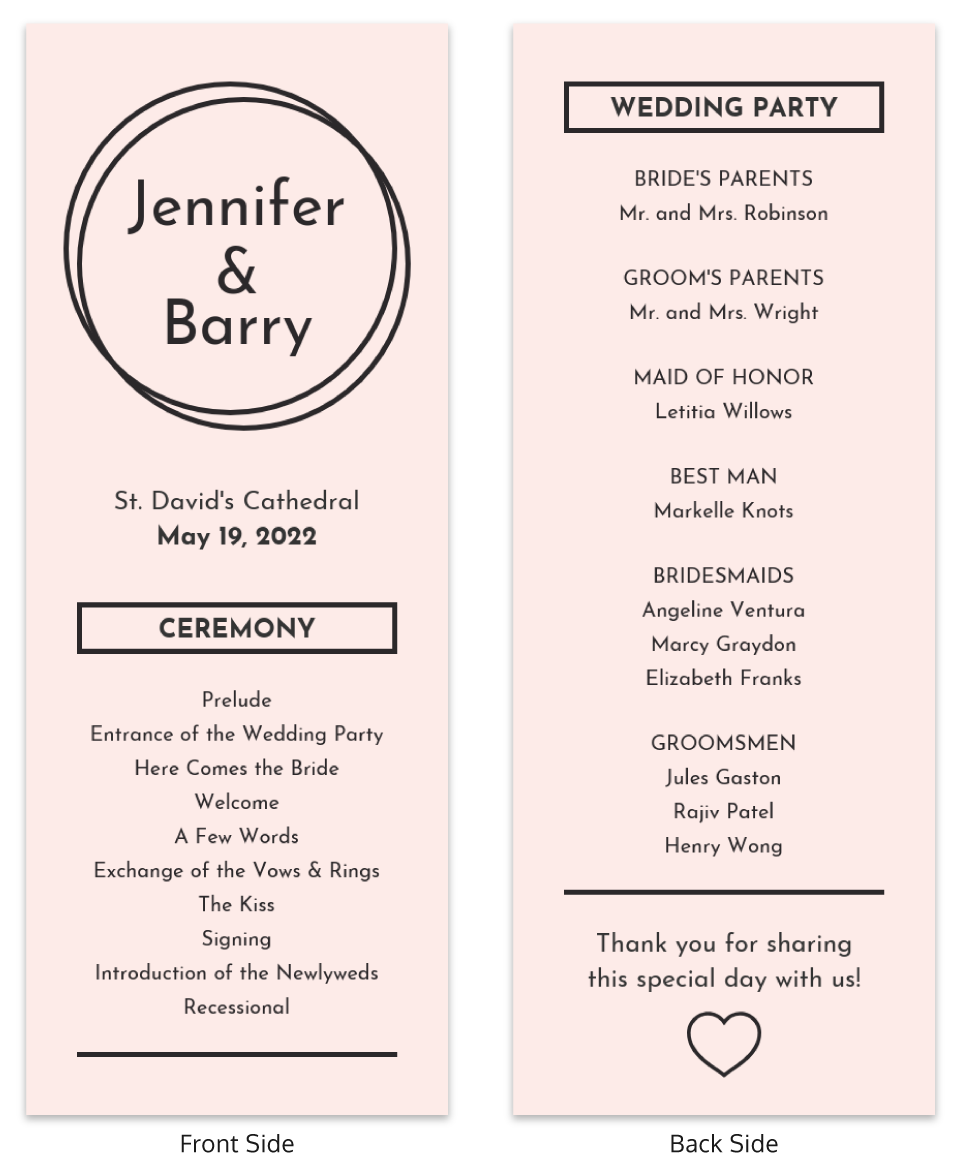 Jennifer
&
Barry
St. David's Cathedral
May 19, 2022
CEREMONY
Prelude
Entrance of the Wedding Party
Here Comes the Bride
Welcome
A Few Words
Exchange of the Vows & Rings
The Kiss
Signing
Introduction of the Newlyweds
Recessional
Front Side
WEDDING PARTY
BRIDE'S PARENTS
Mr. and Mrs. Robinson
GROOM'S PARENTS
Mr. and Mrs. Wright
MAID OF HONOR
Letitia Willows
BEST MAN
Markelle Knots
BRIDESMAIDS
Angeline Ventura
Marcy Graydon
Elizabeth Franks
GROOMSMEN
Jules Gaston
Rajiv Patel
Henry Wong
Thank you for sharing
this special day with us!
Back Side